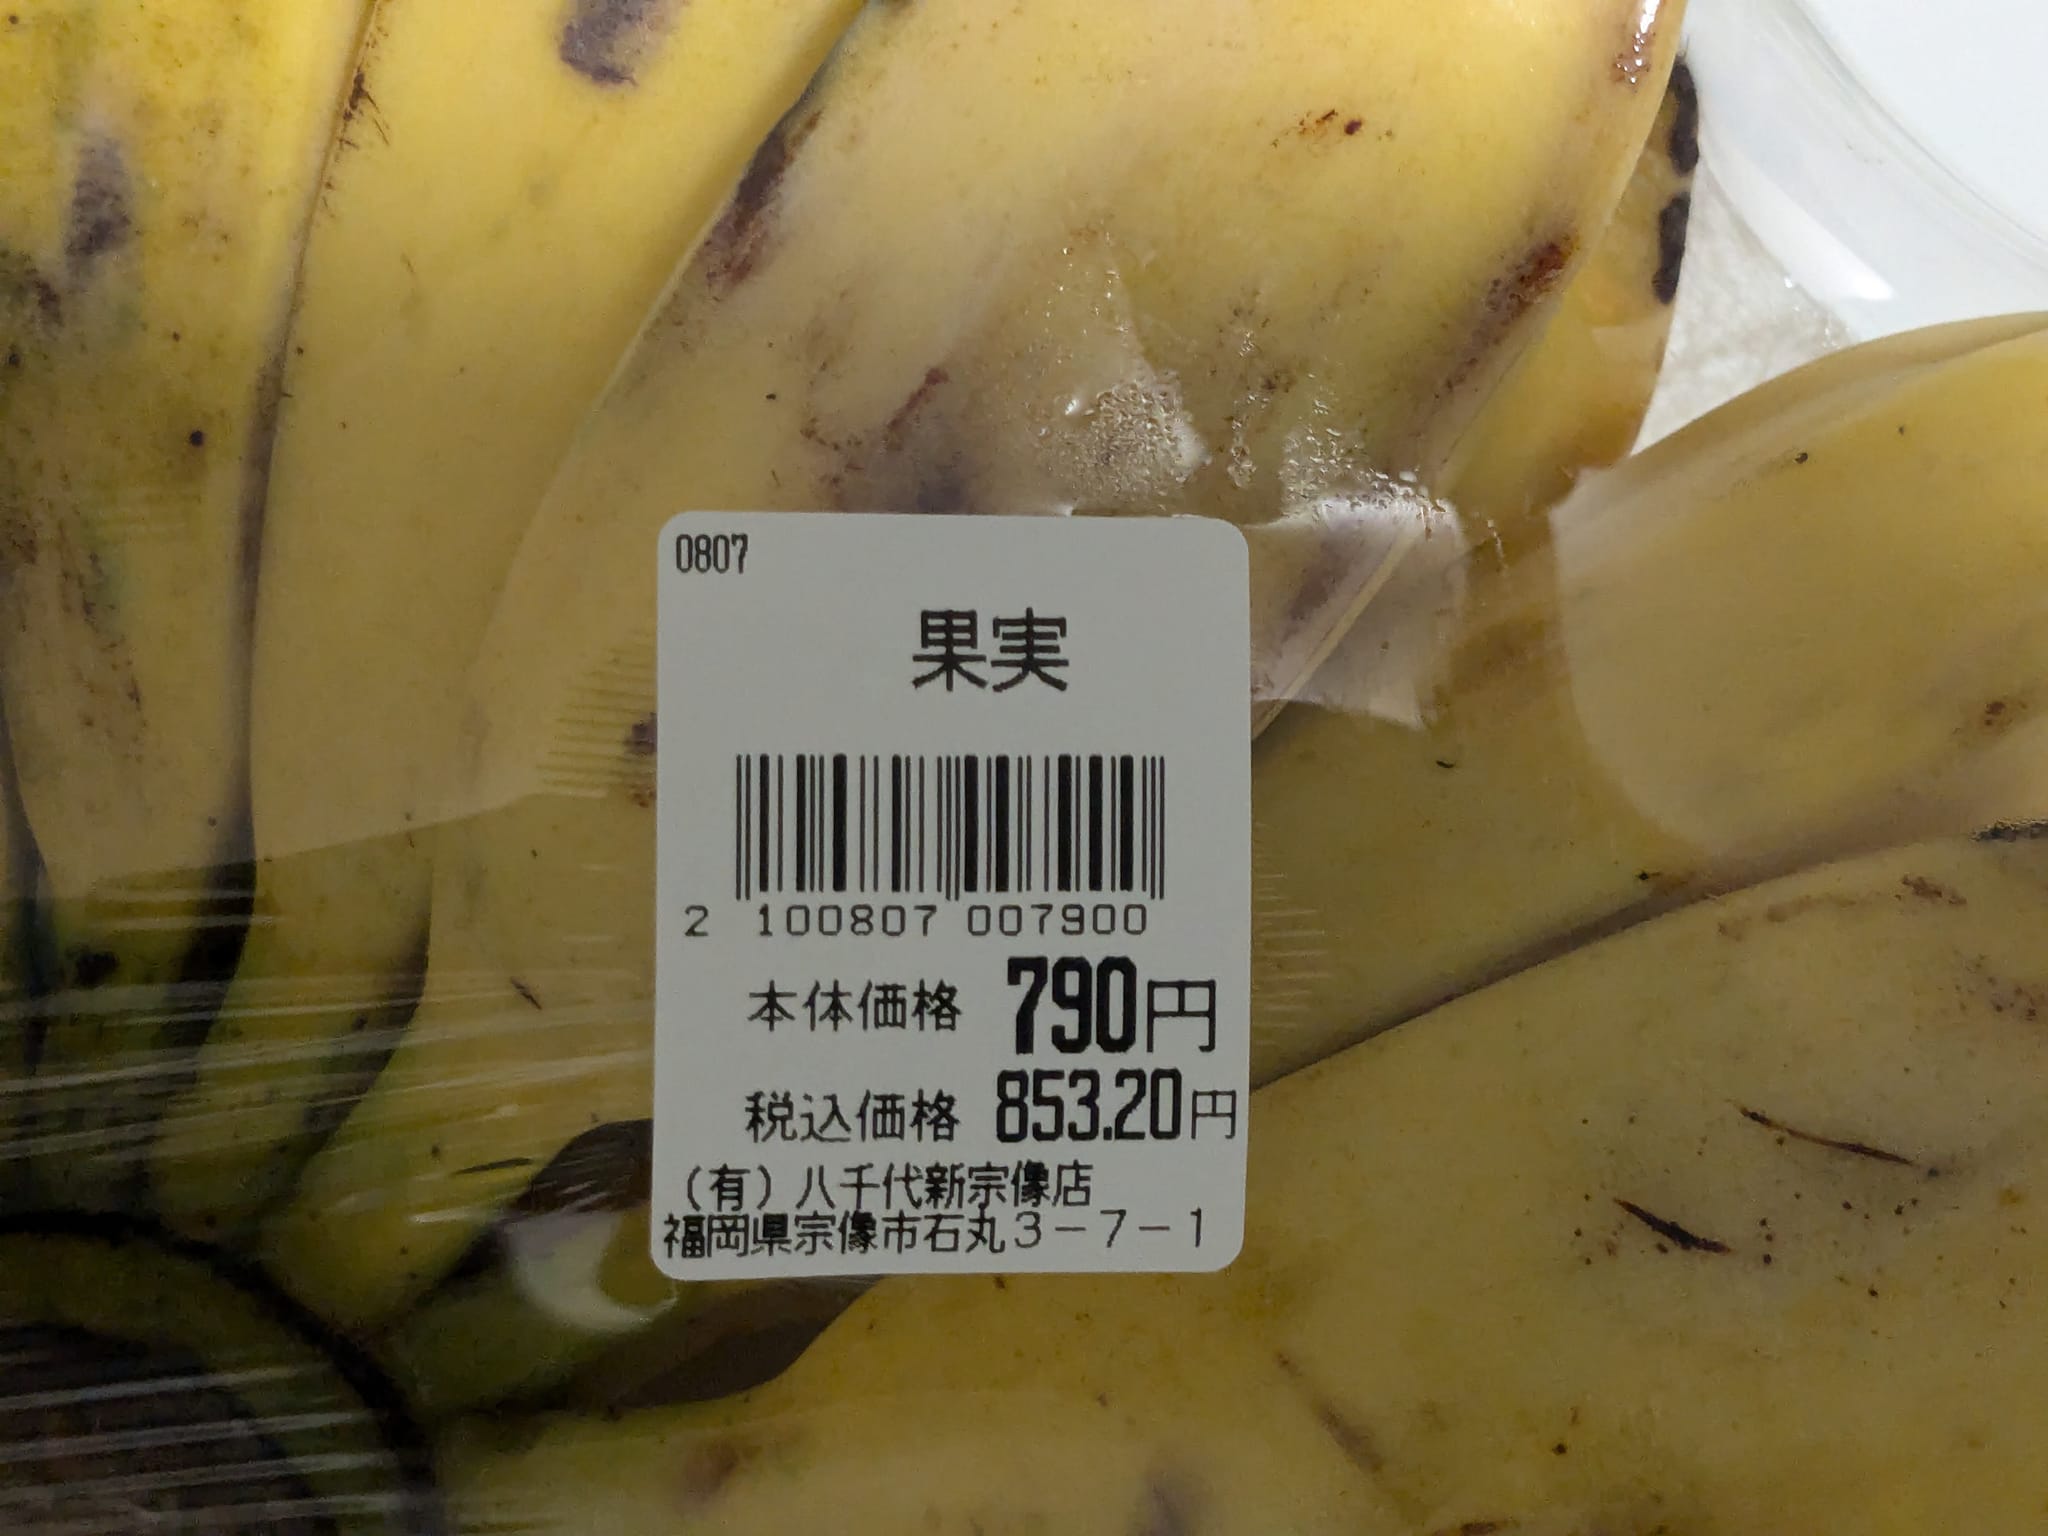 0807
果実
2 100807 007900
本体価格 790円
税込価格 853.20円
（有）八千代新宗像店
福岡県宗像市石丸3-7-1